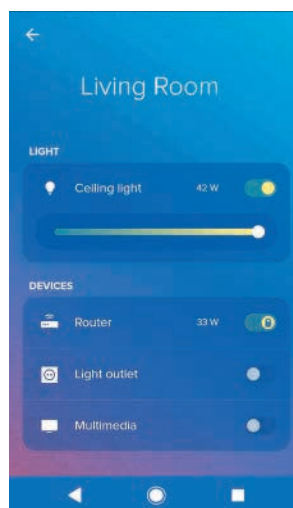 Living Room
LIGHT
Ceiling light 42 W
DEVICES
Router 33 W
Light outlet
Multimedia